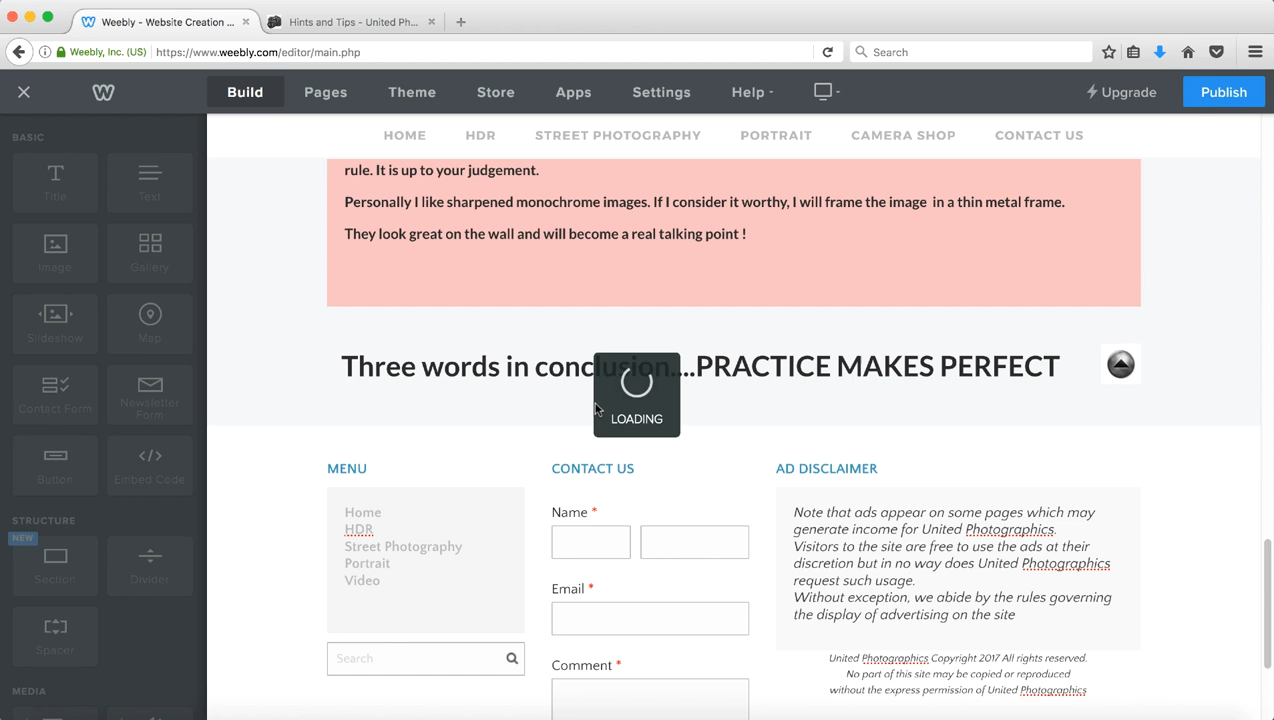 Weebly - Website Creation ...
Hints and Tips - United Ph...
Weebly, Inc. (US)
https://www.weebly.com/editor/main.php
Search
Build
Pages
Theme
Store
Apps
Settings
Help
Upgrade
Publish
BASIC
Title
Text
Image
Gallery
Slideshow
Map
Contact Form
Newsletter
Form
Button
Embed Code
STRUCTURE
NEW
Section
Divider
Spacer
MEDIA
HOME
HDR
STREET PHOTOGRAPHY
PORTRAIT
CAMERA SHOP
CONTACT US
rule. It is up to your judgement.
Personally I like sharpened monochrome images. If I consider it worthy, I will frame the image in a thin metal frame.
They look great on the wall and will become a real talking point !
Three words in conclusion....PRACTICE MAKES PERFECT
LOADING
MENU
Home
HDR
Street Photography
Portrait
Video
Search
CONTACT US
Name *
Email *
Comment *
AD DISCLAIMER
Note that ads appear on some pages which may
generate income for United Photographics.
Visitors to the site are free to use the ads at their
discretion but in no way does United Photographics
request such usage.
Without exception, we abide by the rules governing
the display of advertising on the site
United Photographics Copyright 2017 All rights reserved.
No part of this site may be copied or reproduced
without the express permission of United Photographics